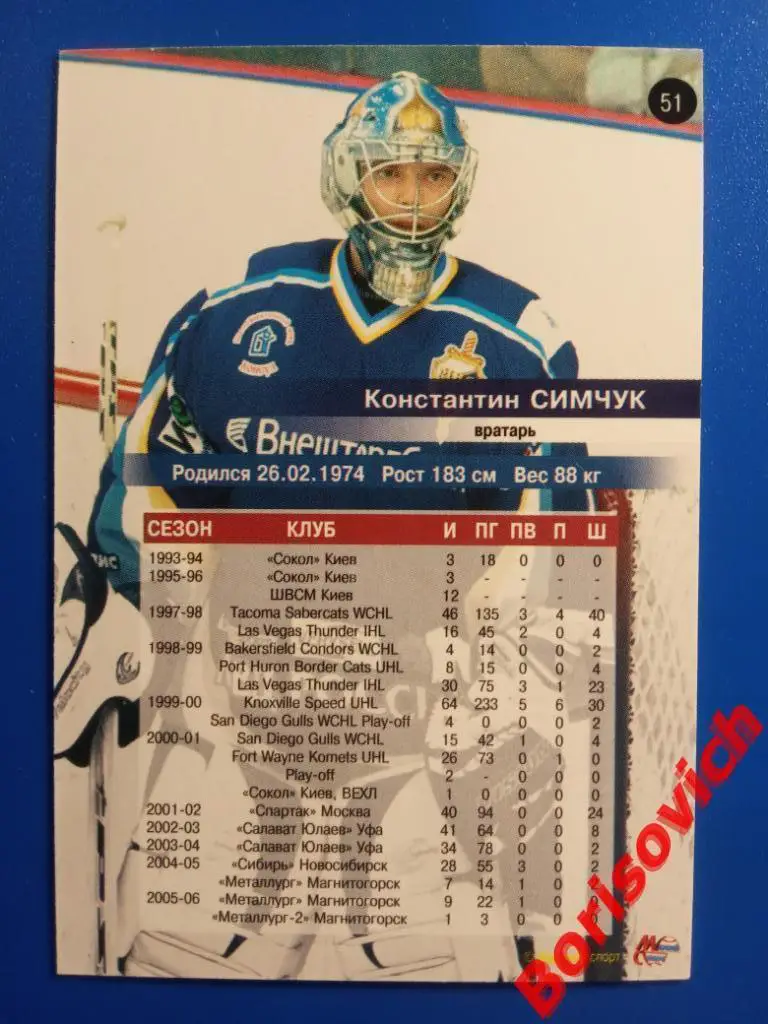 51
Константин СИМЧУК
вратарь
Внештор
Родился 26.02.1974 Рост 183 см Вес 88 кг
СЕЗОН КЛУБ И ПГ ПВ П Ш
1993-94 «Сокол» Киев 3 18 0 0 0
1995-96 «Сокол» Киев 3 - - - -
ШВСМ Киев 12 - - - -
1997-98 Tacoma Sabercats WCHL 46 135 3 4 40
Las Vegas Thunder IHL 16 45 2 0 4
1998-99 Bakersfield Condors WCHL 4 14 0 0 2
Port Huron Border Cats UHL 8 15 0 0 4
Las Vegas Thunder IHL 30 75 3 1 23
1999-00 Knoxville Speed UHL 64 233 5 6 30
San Diego Gulls WCHL Play-off 4 0 0 0 2
2000-01 San Diego Gulls WCHL 15 42 1 0 4
Fort Wayne Komets UHL 26 73 0 1 0
Play-off 2 - 0 0 0
«Сокол» Киев, ВЕХЛ 1 0 0 0 0
2001-02 «Спартак» Москва 40 94 0 0 24
2002-03 «Салават Юлаев» Уфа 41 64 0 0 8
2003-04 «Салават Юлаев» Уфа 34 78 0 0 2
2004-05 «Сибирь» Новосибирск 28 55 3 0 2
«Металлург» Магнитогорск 7 14 1 0 2
2005-06 «Металлург» Магнитогорск 9 22 1 0 0
«Металлург-2» Магнитогорск 1 3 0 0 0
спорт
Borisovich